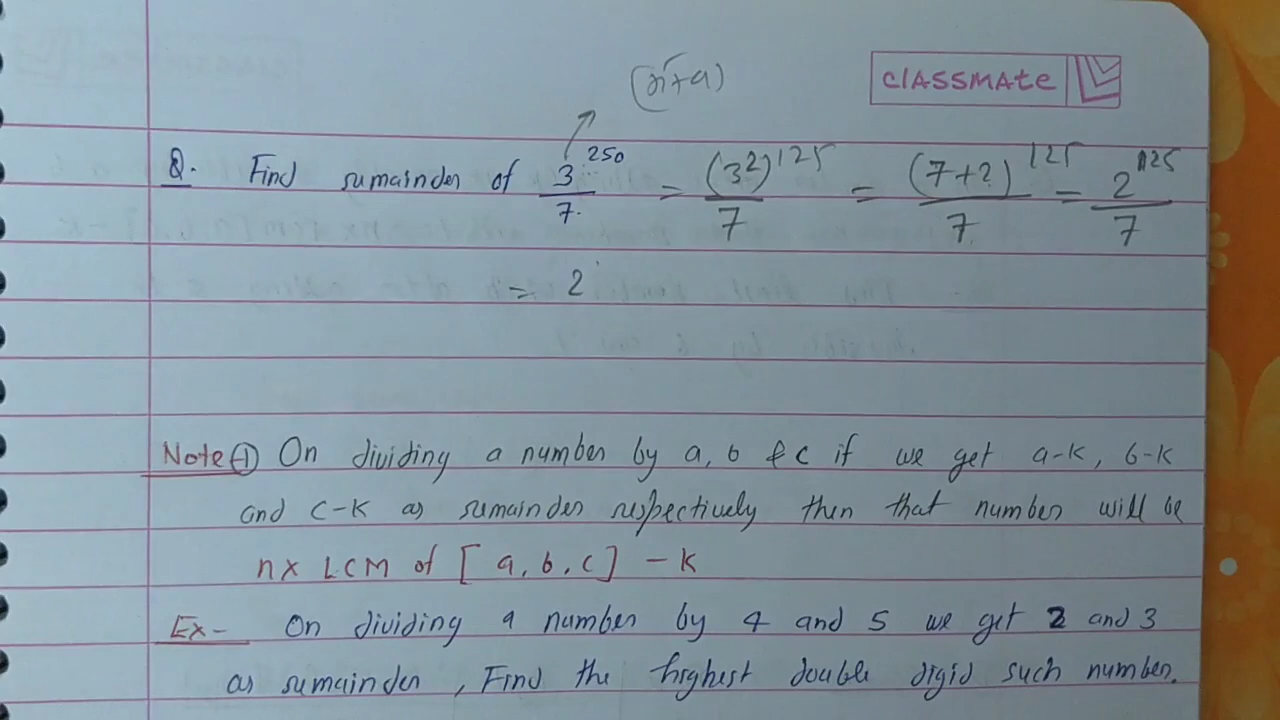 (x+a)
classmate
Q. Find remainder of 3^250/7 = (3^2)^125/7 = (7+2)^125/7 = 2^125/7
= 2
Note ① On dividing a number by a, b & c if we get a-k, b-k
and c-k as remainder respectively then that number will be
n x LCM of [a, b, c] - k
Ex- On dividing a number by 4 and 5 we get 2 and 3
as remainder, Find the highest double digid such number.